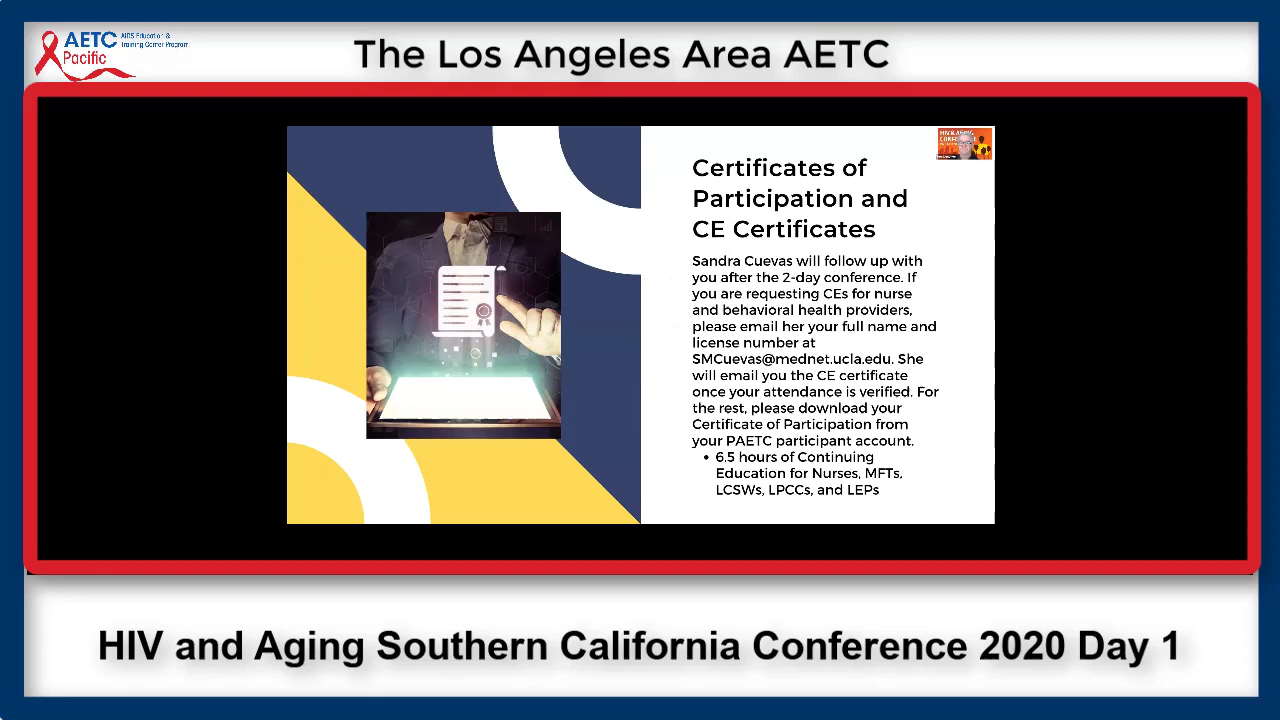 AETC
AIDS Education &
Training Center Program
Pacific
The Los Angeles Area AETC
HIV & AGING
Certificates of
Participation and
CE Certificates
Sandra Cuevas will follow up with
you after the 2-day conference. If
you are requesting CEs for nurse
and behavioral health providers,
please email her your full name and
license number at
SMCuevas@mednet.ucla.edu. She
will email you the CE certificate
once your attendance is verified. For
the rest, please download your
Certificate of Participation from
your PAETC participant account.
• 6.5 hours of Continuing
Education for Nurses, MFTs,
LCSWs, LPCCs, and LEPs
HIV and Aging Southern California Conference 2020 Day 1